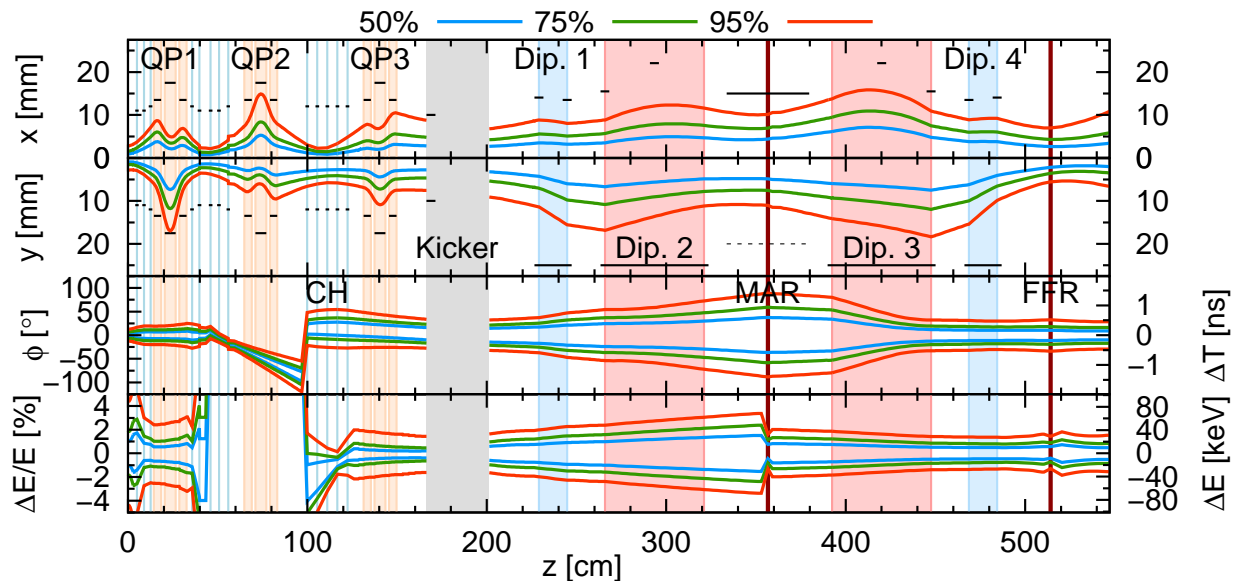 50% 75% 95%
QP1 QP2 QP3 Dip. 1 Dip. 4
x [mm]
0
10
20
0
10
20
x [mm]
y [mm]
10
20
10
20
y [mm]
Kicker Dip. 2 Dip. 3
CH MAR FFR
ϕ [°]
100
50
0
−50
−100
1
0
−1
ΔT [ns]
ΔE/E [%]
4
2
0
−2
−4
80
40
0
−40
−80
ΔE [keV]
0 100 200 300 400 500
z [cm]